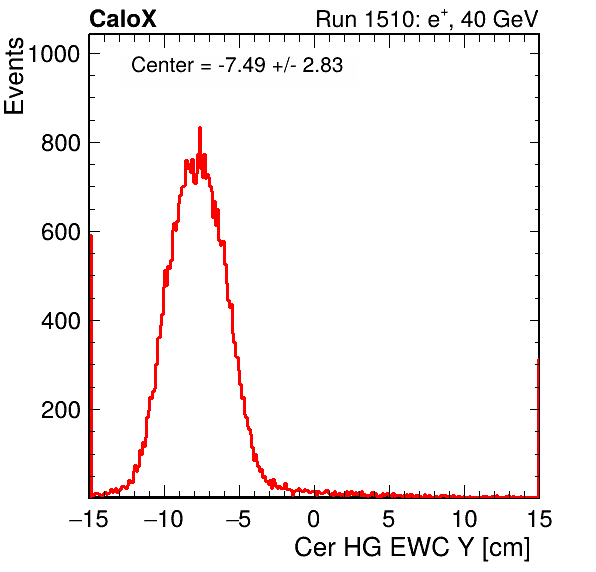 CaloX Run 1510: e⁺, 40 GeV
Events
Center = -7.49 +/- 2.83
1000
800
600
400
200
−15 −10 −5 0 5 10 15
Cer HG EWC Y [cm]